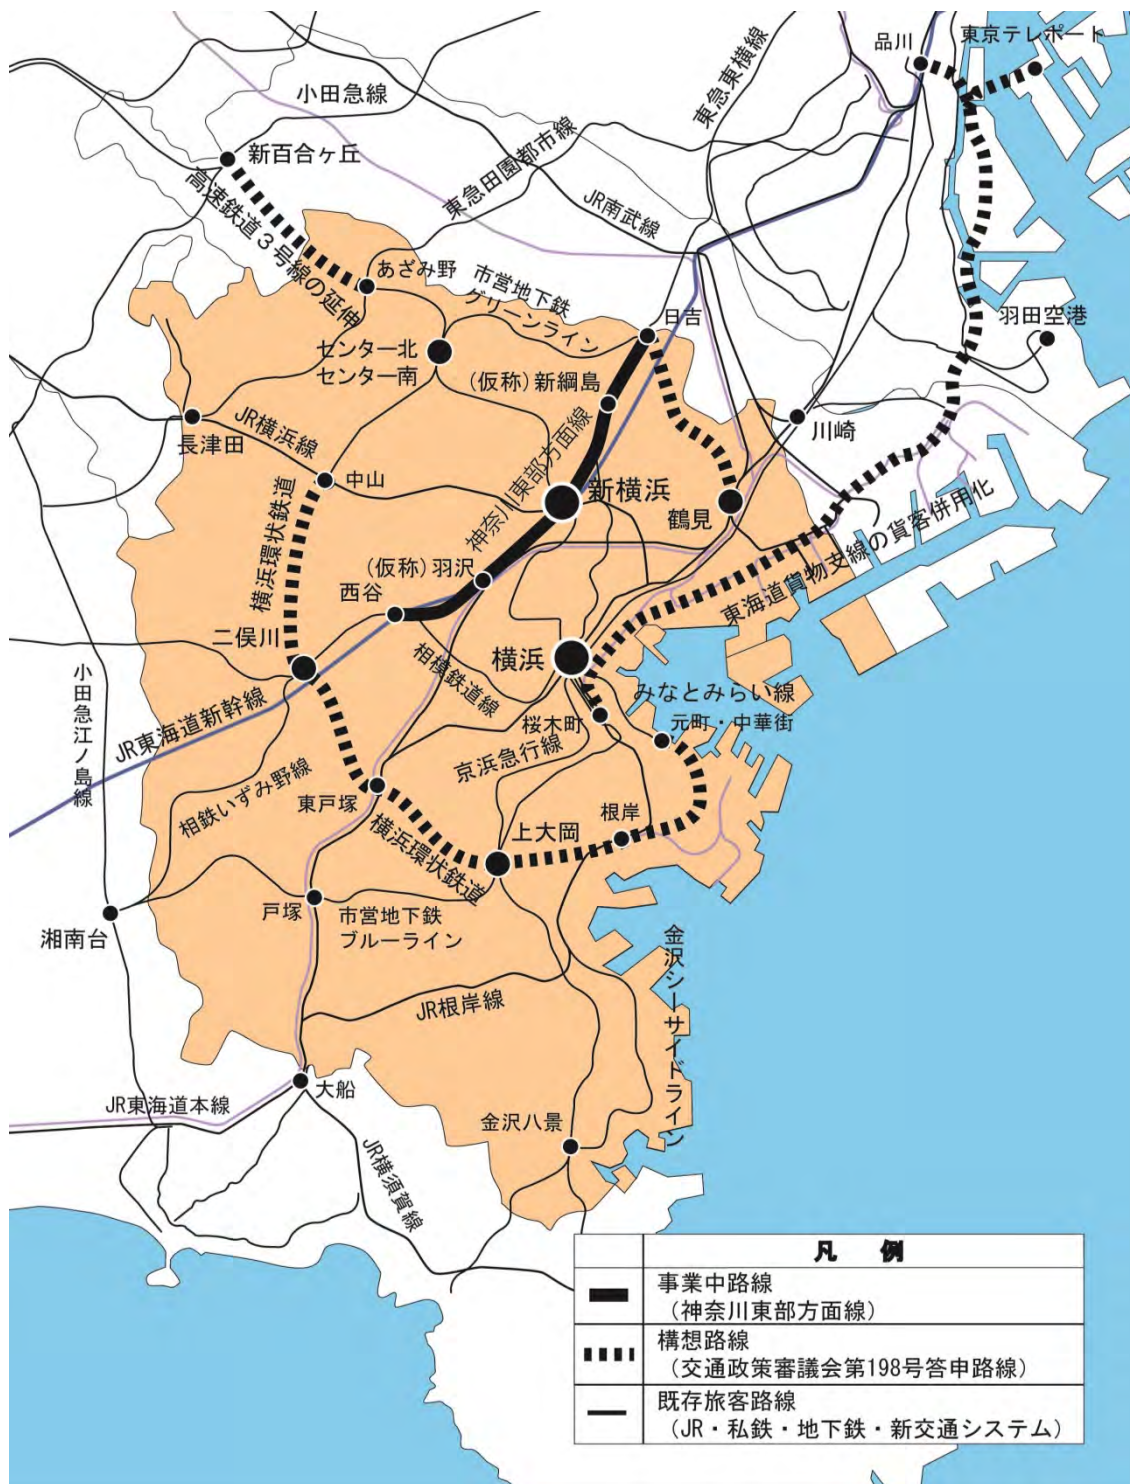 東京テレポート
品川
東急東横線
小田急線
新百合ヶ丘
高速鉄道3号線の延伸
東急田園都市線
JR南武線
あざみ野
市営地下鉄
グリーンライン
日吉
羽田空港
センター北
センター南
(仮称)新綱島
川崎
長津田
JR横浜線
中山
神奈川東部方面線
新横浜
鶴見
横浜環状鉄道
(仮称)羽沢
西谷
東海道貨物支線の貨客併用化
二俣川
相模鉄道線
横浜
小田急江ノ島線
JR東海道新幹線
みなとみらい線
元町・中華街
桜木町
京浜急行線
相鉄いずみ野線
東戸塚
横浜環状鉄道
上大岡
根岸
戸塚
市営地下鉄
ブルーライン
湘南台
金沢シーサイドライン
JR根岸線
大船
JR東海道本線
JR横須賀線
金沢八景
凡 例
事業中路線
(神奈川東部方面線)
構想路線
(交通政策審議会第198号答申路線)
既存旅客路線
(JR・私鉄・地下鉄・新交通システム)